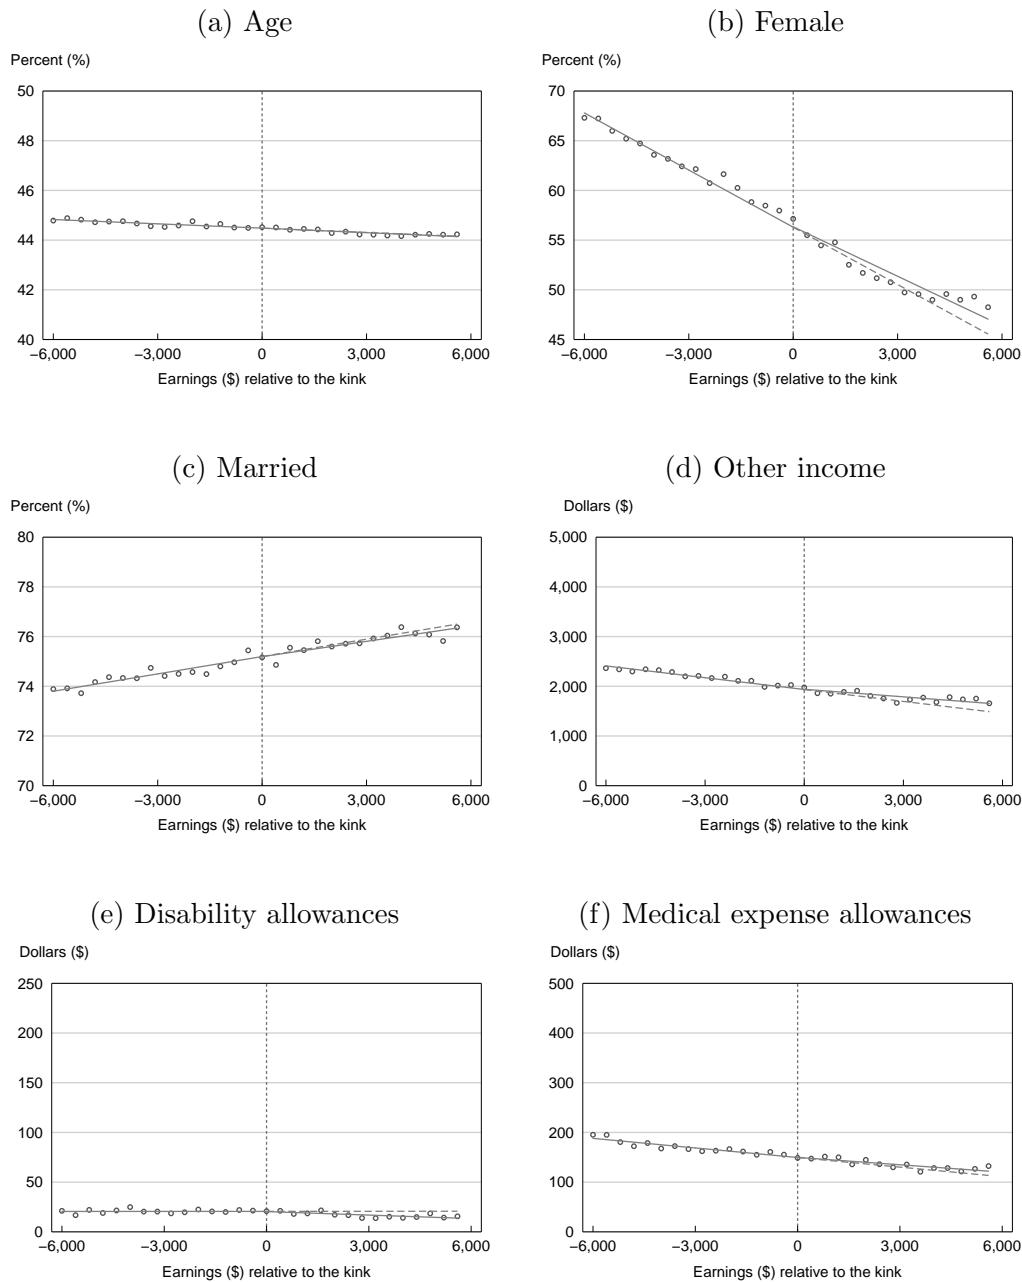 (a) Age
Percent (%)
50
48
46
44
42
40
−6,000 −3,000 0 3,000 6,000
Earnings ($) relative to the kink
(b) Female
Percent (%)
70
65
60
55
50
45
−6,000 −3,000 0 3,000 6,000
Earnings ($) relative to the kink
(c) Married
Percent (%)
80
78
76
74
72
70
−6,000 −3,000 0 3,000 6,000
Earnings ($) relative to the kink
(d) Other income
Dollars ($)
5,000
4,000
3,000
2,000
1,000
0
−6,000 −3,000 0 3,000 6,000
Earnings ($) relative to the kink
(e) Disability allowances
Dollars ($)
250
200
150
100
50
0
−6,000 −3,000 0 3,000 6,000
Earnings ($) relative to the kink
(f) Medical expense allowances
Dollars ($)
500
400
300
200
100
0
−6,000 −3,000 0 3,000 6,000
Earnings ($) relative to the kink